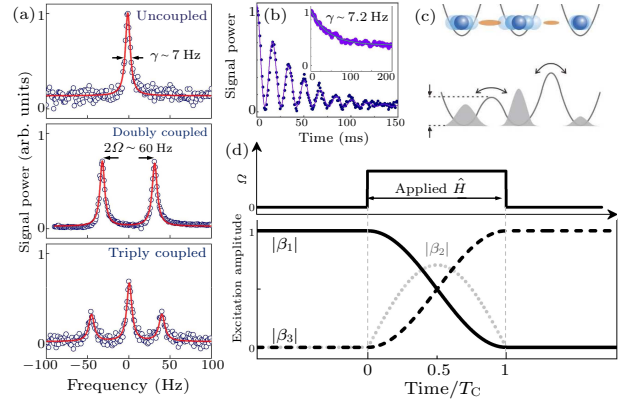 (a)
Uncoupled
γ ~ 7 Hz
1
0
Doubly coupled
2Ω ~ 60 Hz
1
0
Triply coupled
1
0
−100
−50
0
50
100
Frequency (Hz)
Signal power (arb. units)
(b)
γ ~ 7.2 Hz
0
100
200
0
1
0
50
100
150
Time (ms)
Signal power
(c)
(d)
Ω
0
Applied Ĥ
Excitation amplitude
1
0
|β1|
|β2|
|β3|
0
0.5
1
Time/TC